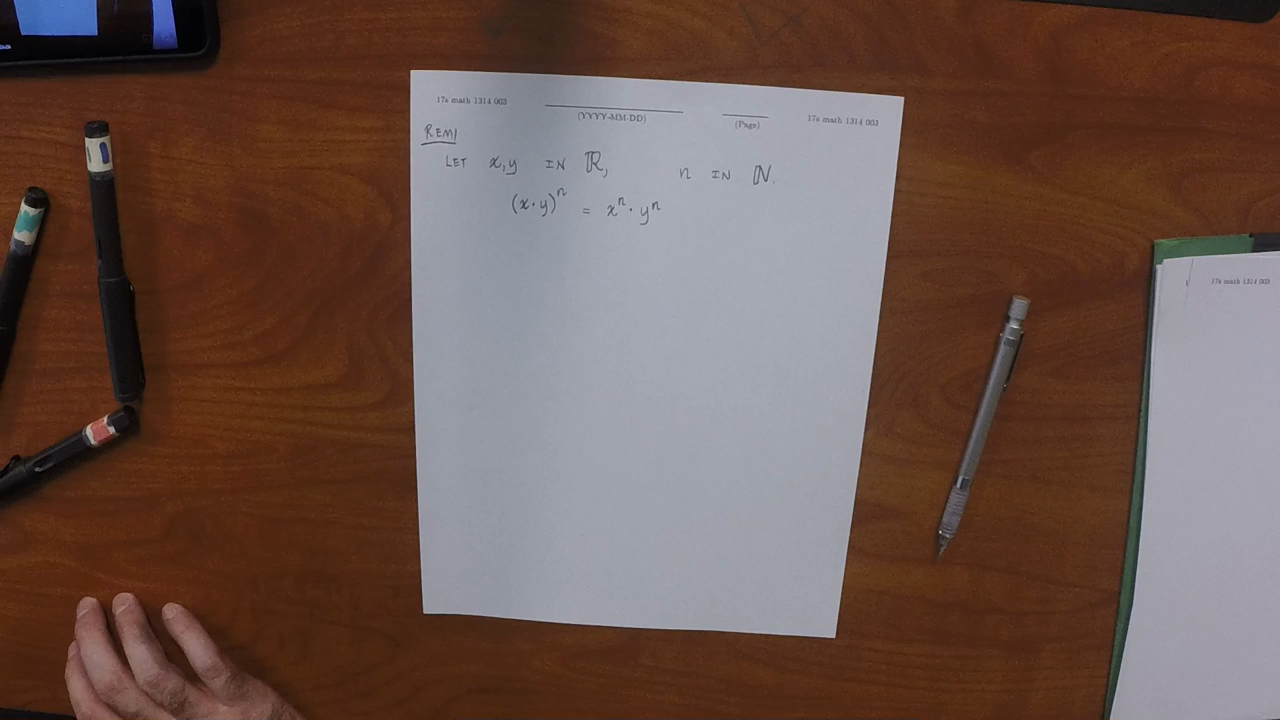 17s math 1314 003 (YYYY-MM-DD) (Page) 17s math 1314 003
REM!
LET x,y IN ℝ, n IN ℕ.
(x·y)ⁿ = xⁿ·yⁿ
17s math 1314 003